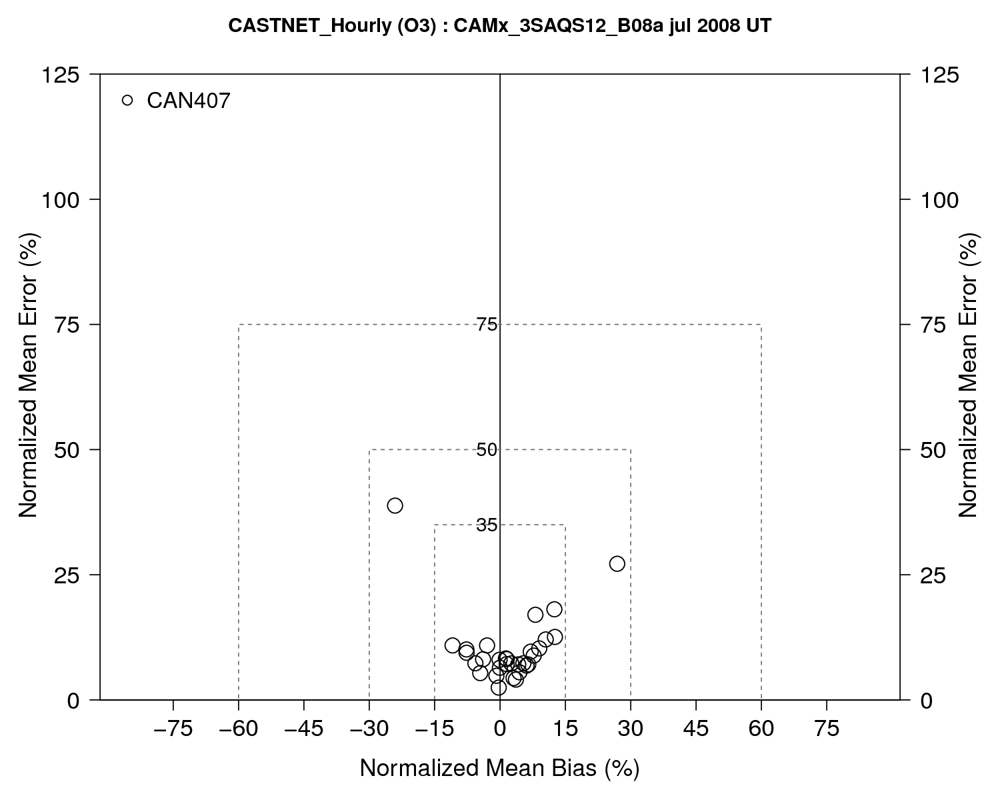 CASTNET_Hourly (O3) : CAMx_3SAQS12_B08a jul 2008 UT
CAN407
125
100
75
50
25
0
Normalized Mean Error (%)
75
50
35
125
100
75
50
25
0
Normalized Mean Error (%)
−75 −60 −45 −30 −15 0 15 30 45 60 75
Normalized Mean Bias (%)